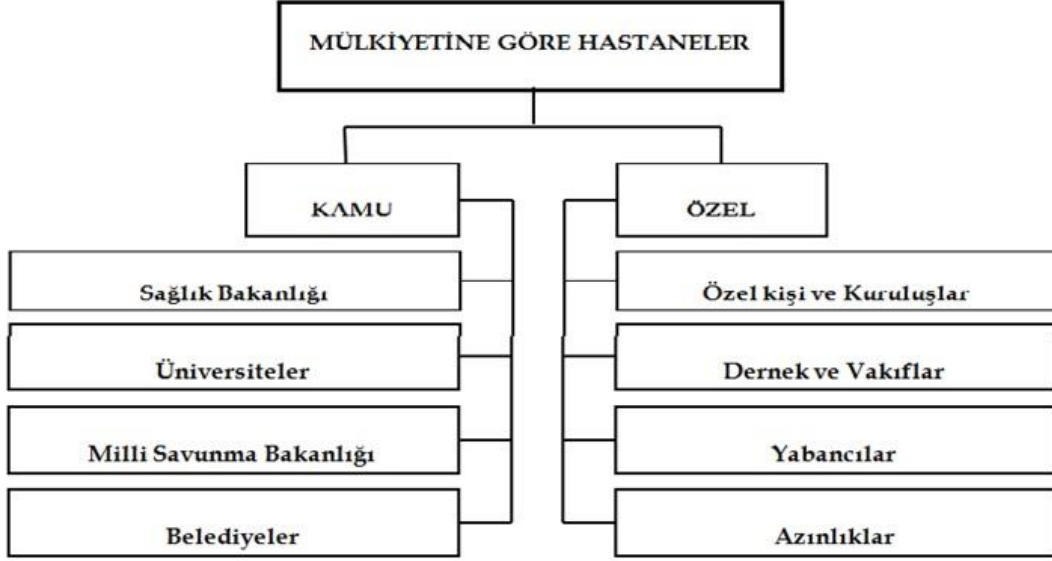 MÜLKİYETİNE GÖRE HASTANELER
KAMU
Sağlık Bakanlığı
Üniversiteler
Milli Savunma Bakanlığı
Belediyeler
ÖZEL
Özel kişi ve Kuruluşlar
Dernek ve Vakıflar
Yabancılar
Azınlıklar